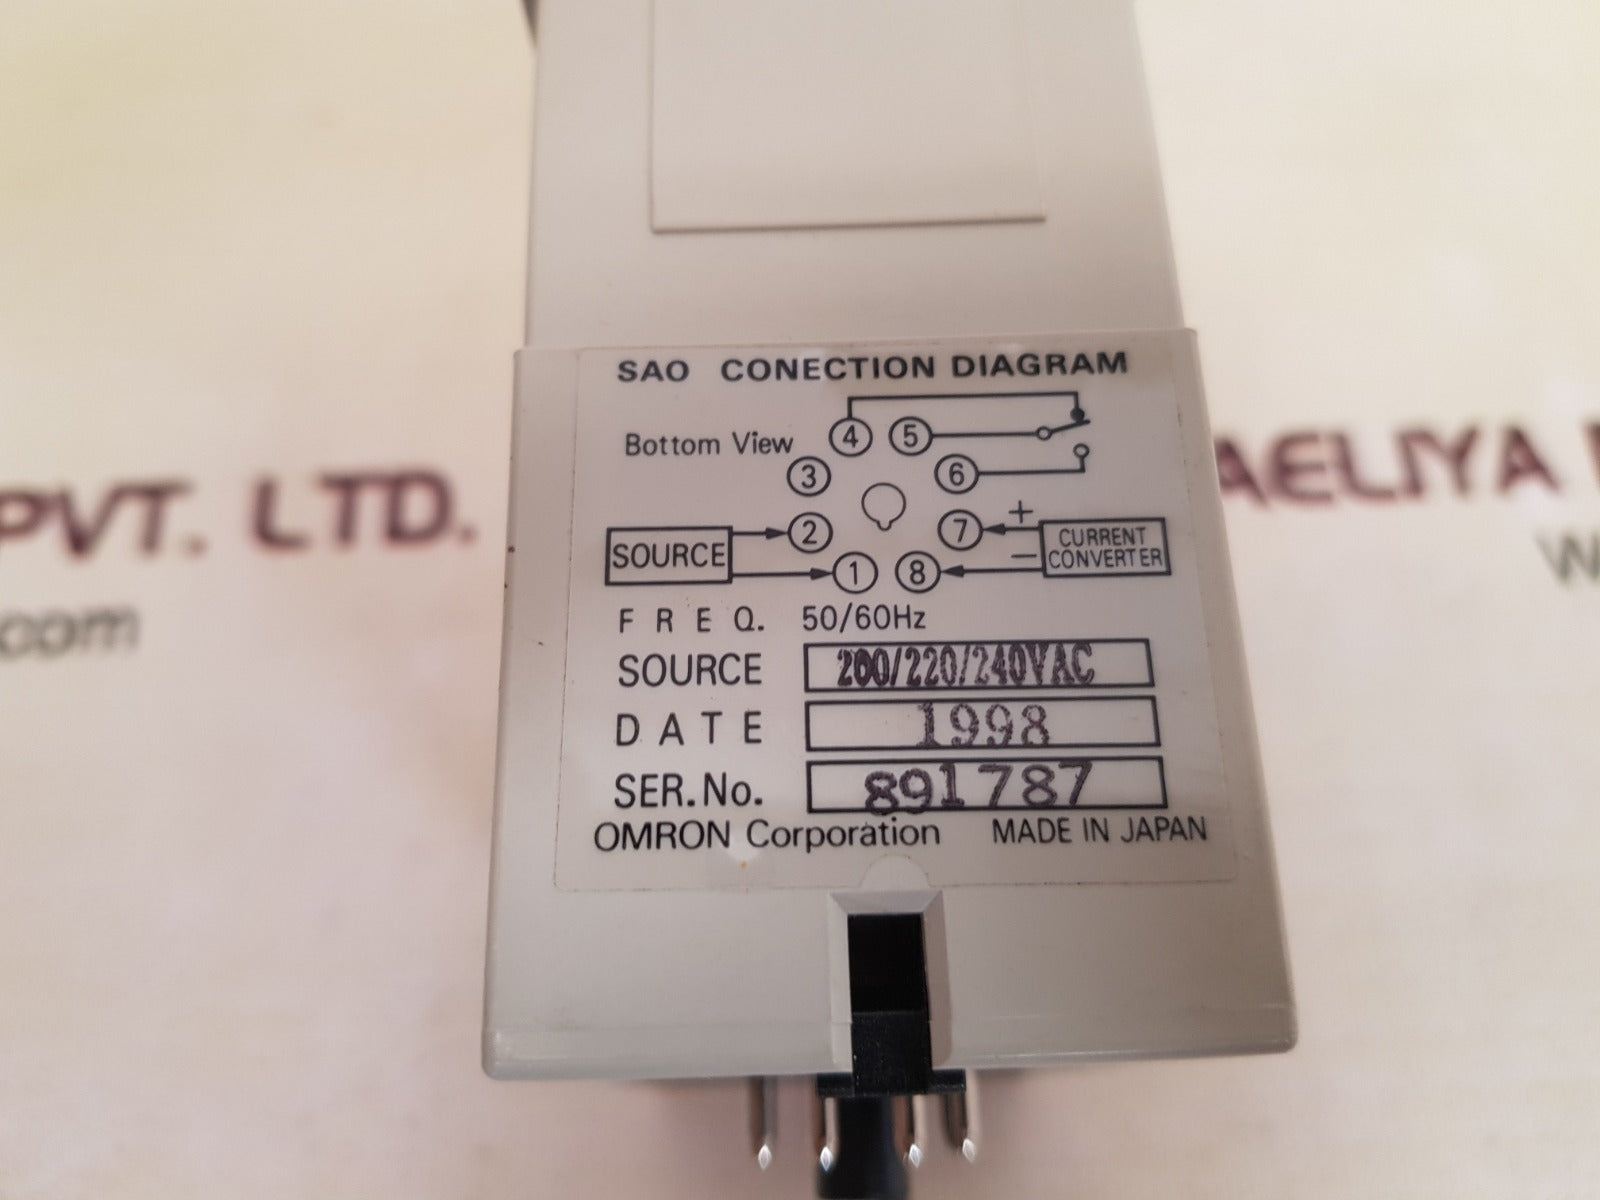 SAO CONECTION DIAGRAM
Bottom View
4 5
3 6
2 7 +
SOURCE
CURRENT
CONVERTER
1 8 −
FREQ. 50/60Hz
SOURCE 200/220/240VAC
DATE 1998
SER.No. 891787
OMRON Corporation MADE IN JAPAN
PVT. LTD.
AELIYA
.com